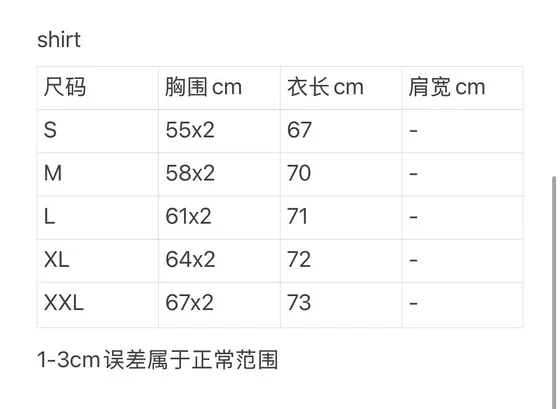 shirt
尺码 胸围cm 衣长cm 肩宽cm
S 55x2 67 -
M 58x2 70 -
L 61x2 71 -
XL 64x2 72 -
XXL 67x2 73 -
1-3cm误差属于正常范围